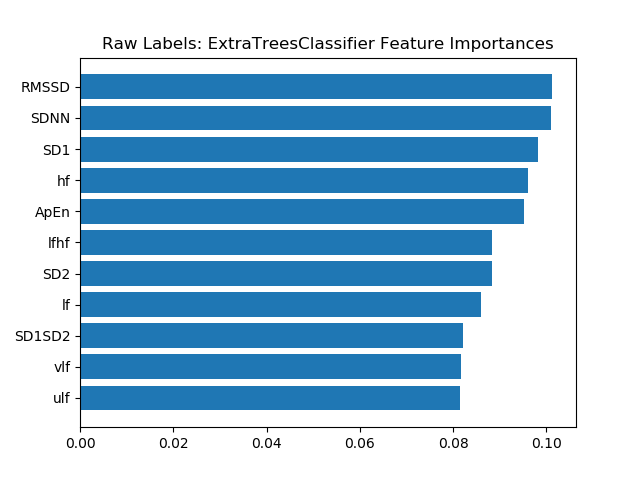 Raw Labels: ExtraTreesClassifier Feature Importances
RMSSD
SDNN
SD1
hf
ApEn
lfhf
SD2
lf
SD1SD2
vlf
ulf
0.00 0.02 0.04 0.06 0.08 0.10